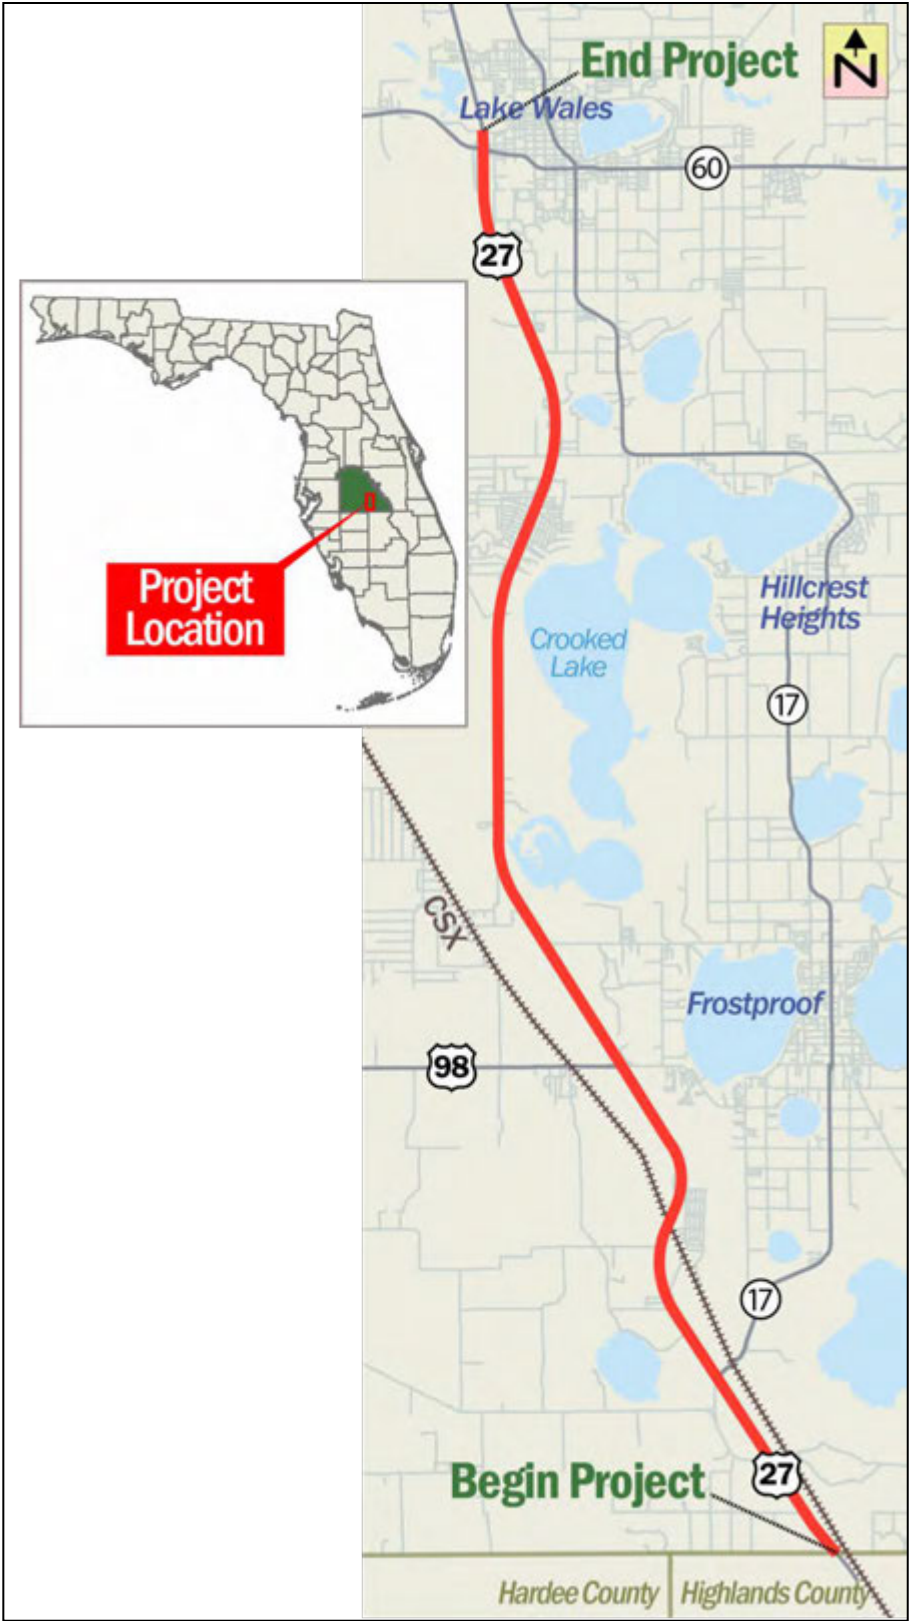 End Project
N
Lake Wales
60
27
Project
Location
Hillcrest
Heights
Crooked
Lake
17
CSX
Frostproof
98
17
27
Begin Project
Hardee County
Highlands County